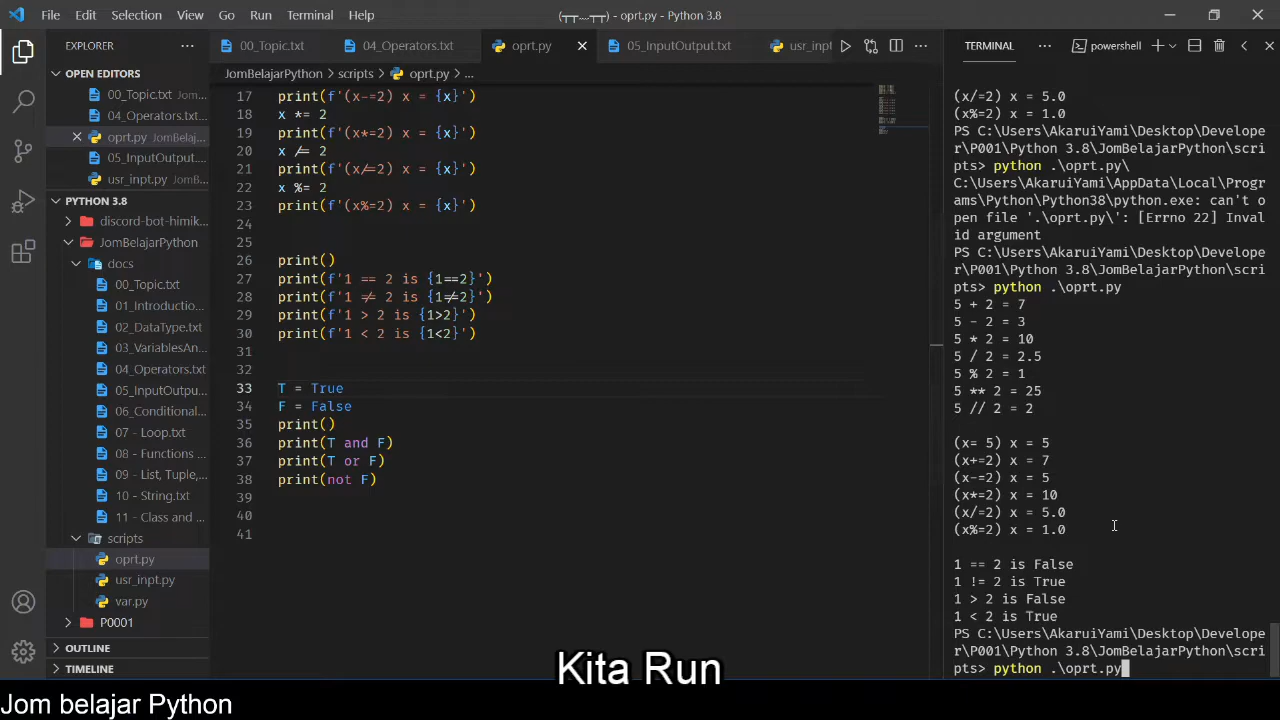 File Edit Selection View Go Run Terminal Help
(┬┬﹏┬┬) - oprt.py - Python 3.8
EXPLORER
OPEN EDITORS
00_Topic.txt JomB...
04_Operators.txt...
oprt.py JomBelaj...
05_InputOutput....
usr_inpt.py JomB...
PYTHON 3.8
discord-bot-himik...
JomBelajarPython
docs
00_Topic.txt
01_Introductio...
02_DataType.txt
03_VariablesAn...
04_Operators.txt
05_InputOutpu...
06_Conditional...
07 - Loop.txt
08 - Functions ...
09 - List, Tuple,...
10 - String.txt
11 - Class and ...
scripts
oprt.py
usr_inpt.py
var.py
P0001
OUTLINE
TIMELINE
00_Topic.txt 04_Operators.txt oprt.py 05_InputOutput.txt usr_inpt
JomBelajarPython > scripts > oprt.py > ...
17 print(f'(x-=2) x = {x}')
18 x *= 2
19 print(f'(x*=2) x = {x}')
20 x /= 2
21 print(f'(x/=2) x = {x}')
22 x %= 2
23 print(f'(x%=2) x = {x}')
24
25
26 print()
27 print(f'1 == 2 is {1==2}')
28 print(f'1 ≠ 2 is {1≠2}')
29 print(f'1 > 2 is {1>2}')
30 print(f'1 < 2 is {1<2}')
31
32
33 T = True
34 F = False
35 print()
36 print(T and F)
37 print(T or F)
38 print(not F)
39
40
41
TERMINAL ... powershell
(x/=2) x = 5.0
(x%=2) x = 1.0
PS C:\Users\AkaruiYami\Desktop\Develope
r\P001\Python 3.8\JomBelajarPython\scri
pts> python .\oprt.py\
C:\Users\AkaruiYami\AppData\Local\Progr
ams\Python\Python38\python.exe: can't o
pen file '.\oprt.py\': [Errno 22] Inval
id argument
PS C:\Users\AkaruiYami\Desktop\Develope
r\P001\Python 3.8\JomBelajarPython\scri
pts> python .\oprt.py
5 + 2 = 7
5 - 2 = 3
5 * 2 = 10
5 / 2 = 2.5
5 % 2 = 1
5 ** 2 = 25
5 // 2 = 2
(x= 5) x = 5
(x+=2) x = 7
(x-=2) x = 5
(x*=2) x = 10
(x/=2) x = 5.0
(x%=2) x = 1.0
1 == 2 is False
1 != 2 is True
1 > 2 is False
1 < 2 is True
PS C:\Users\AkaruiYami\Desktop\Develope
r\P001\Python 3.8\JomBelajarPython\scri
pts> python .\oprt.py
Kita Run
Jom belajar Python